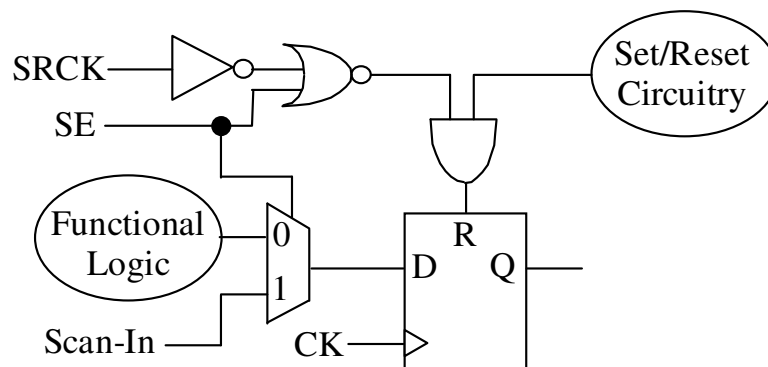 SRCK
SE
Set/Reset
Circuitry
Functional
Logic
0
1
Scan-In
R
D
Q
CK